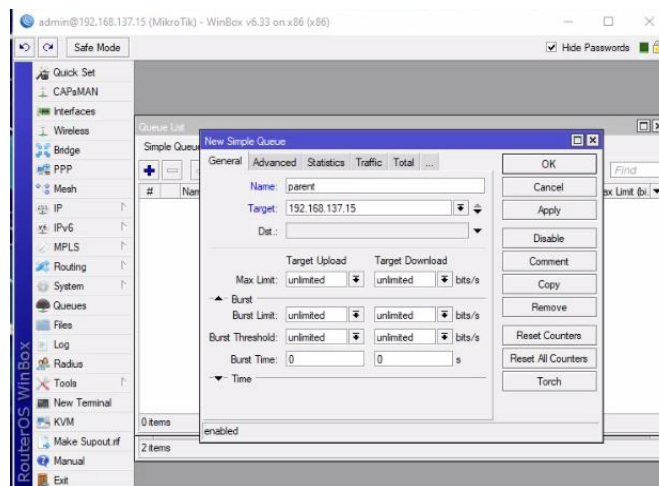 admin@192.168.137.15 (MikroTik) - WinBox v6.33 on x86 (x86)
Safe Mode
Hide Passwords
Quick Set
CAPsMAN
Interfaces
Wireless
Bridge
PPP
Mesh
IP
IPv6
MPLS
Routing
System
Queues
Files
Log
Radius
Tools
New Terminal
KVM
Make Supout.rif
Manual
Exit
RouterOS WinBox
Queue List
Simple Queue
#
Find
0 items
2 items
New Simple Queue
General Advanced Statistics Traffic Total ...
Name: parent
Target: 192.168.137.15
Dst.:
Target Upload Target Download
Max Limit: unlimited unlimited bits/s
Burst
Burst Limit: unlimited unlimited bits/s
Burst Threshold: unlimited unlimited bits/s
Burst Time: 0 0 s
Time
enabled
OK
Cancel
Apply
Disable
Comment
Copy
Remove
Reset Counters
Reset All Counters
Torch